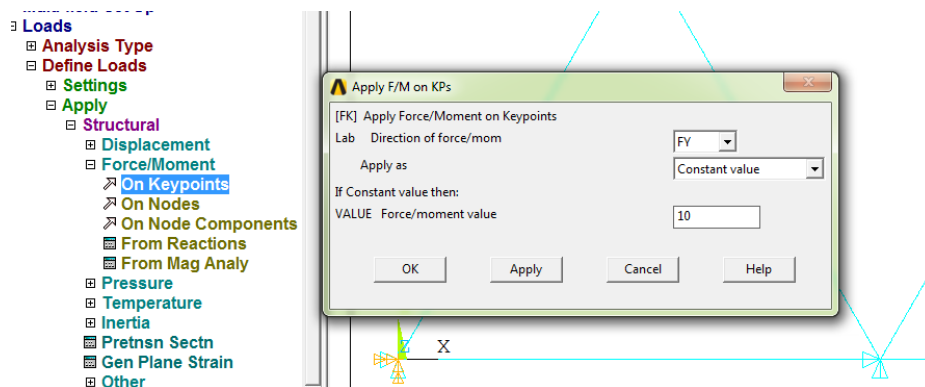 Loads
Analysis Type
Define Loads
Settings
Apply
Structural
Displacement
Force/Moment
On Keypoints
On Nodes
On Node Components
From Reactions
From Mag Analy
Pressure
Temperature
Inertia
Pretnsn Sectn
Gen Plane Strain
Other
Apply F/M on KPs
[FK] Apply Force/Moment on Keypoints
Lab Direction of force/mom FY
Apply as Constant value
If Constant value then:
VALUE Force/moment value 10
OK Apply Cancel Help
Z X